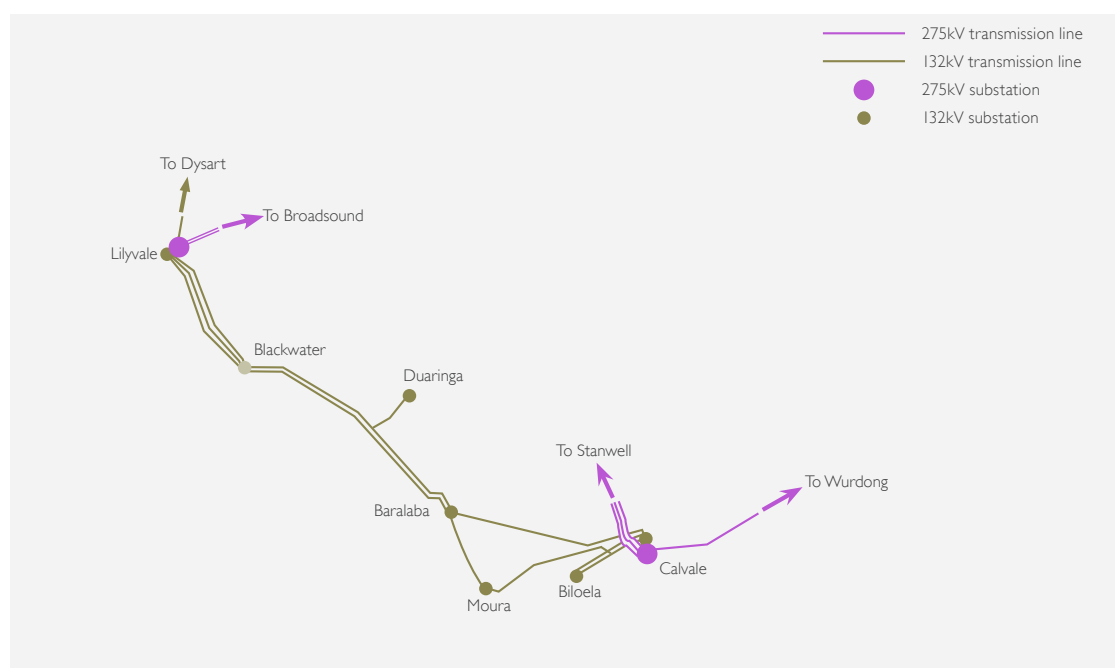 275kV transmission line
132kV transmission line
275kV substation
132kV substation
To Dysart
To Broadsound
Lilyvale
Blackwater
Duaringa
To Stanwell
To Wurdong
Baralaba
Calvale
Biloela
Moura